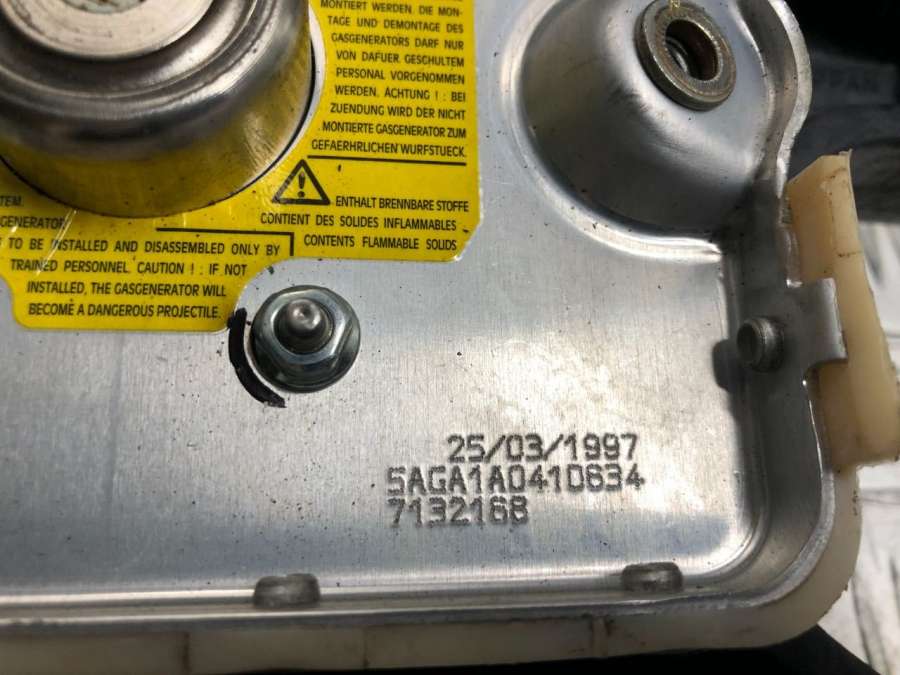 MONTIERT WERDEN. DIE MON-
TAGE UND DEMONTAGE DES
GASGENERATORS DARF NUR
VON DAFUER GESCHULTEM
PERSONAL VORGENOMMEN
WERDEN. ACHTUNG ! : BEI
ZUENDUNG WIRD DER NICHT
MONTIERTE GASGENERATOR ZUM
GEFAERHRLICHEN WURFSTUECK.
ENTHALT BRENNBARE STOFFE
CONTIENT DES SOLIDES INFLAMMABLES
CONTENTS FLAMMABLE SOLIDS
TEM.
GENERATOR
TO BE INSTALLED AND DISASSEMBLED ONLY BY
TRAINED PERSONNEL. CAUTION ! : IF NOT
INSTALLED, THE GASGENERATOR WILL
BECOME A DANGEROUS PROJECTILE.
25/03/1997
5AGA1A0410634
7132168